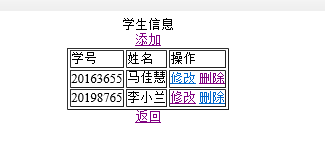 学生信息
添加
学号 姓名 操作
20163655 马佳慧 修改 删除
20198765 李小兰 修改 删除
返回